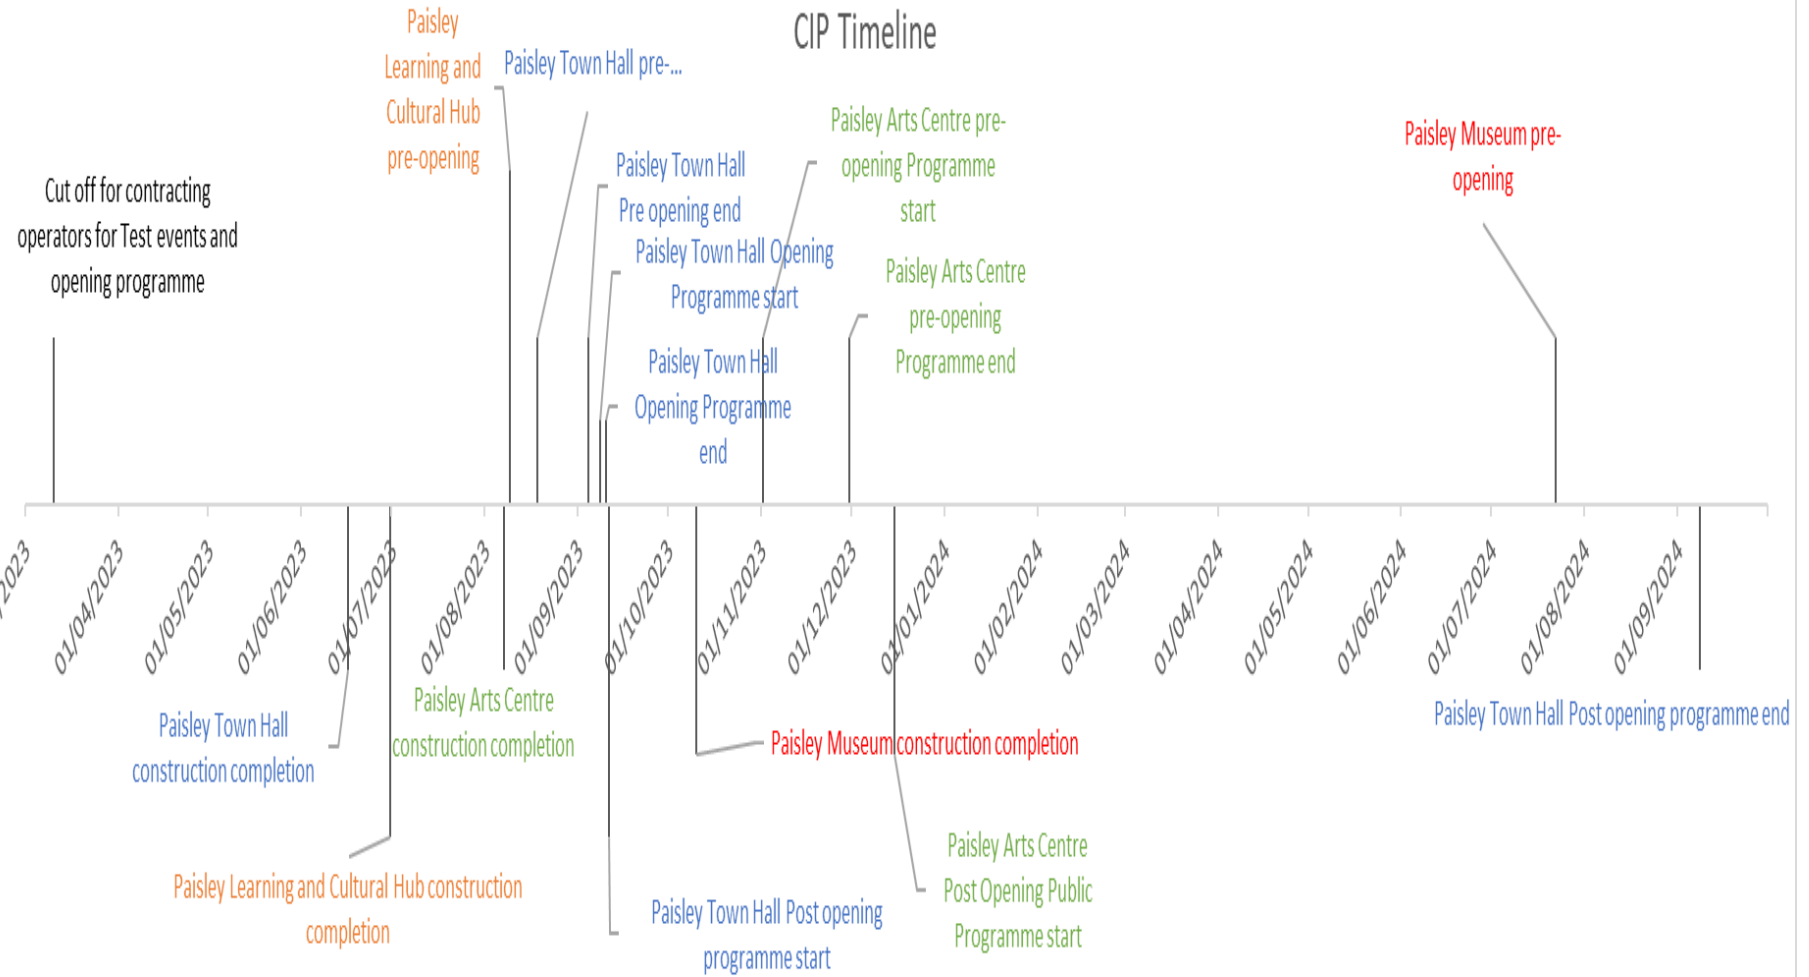 CIP Timeline
Paisley
Learning and
Cultural Hub
pre-opening
Paisley Town Hall pre-...
Cut off for contracting
operators for Test events and
opening programme
Paisley Town Hall
Pre opening end
Paisley Town Hall Opening
Programme start
Paisley Town Hall
Opening Programme
end
Paisley Arts Centre pre-
opening Programme
start
Paisley Arts Centre
pre-opening
Programme end
Paisley Museum pre-
opening
/2023
01/04/2023
01/05/2023
01/06/2023
01/07/2023
01/08/2023
01/09/2023
01/10/2023
01/11/2023
01/12/2023
01/01/2024
01/02/2024
01/03/2024
01/04/2024
01/05/2024
01/06/2024
01/07/2024
01/08/2024
01/09/2024
Paisley Town Hall
construction completion
Paisley Arts Centre
construction completion
Paisley Museum construction completion
Paisley Town Hall Post opening programme end
Paisley Learning and Cultural Hub construction
completion
Paisley Town Hall Post opening
programme start
Paisley Arts Centre
Post Opening Public
Programme start